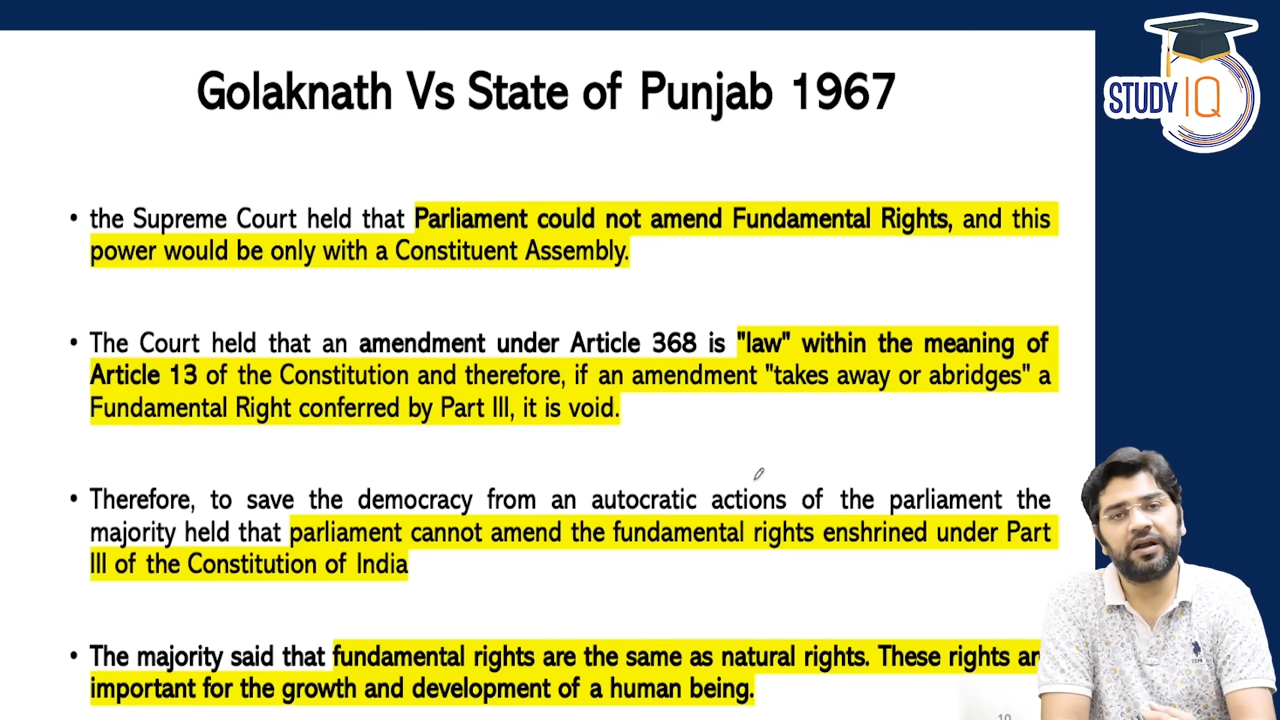 Golaknath Vs State of Punjab 1967
STUDY IQ
• the Supreme Court held that Parliament could not amend Fundamental Rights, and this
power would be only with a Constituent Assembly.
• The Court held that an amendment under Article 368 is "law" within the meaning of
Article 13 of the Constitution and therefore, if an amendment "takes away or abridges" a
Fundamental Right conferred by Part III, it is void.
• Therefore, to save the democracy from an autocratic actions of the parliament the
majority held that parliament cannot amend the fundamental rights enshrined under Part
III of the Constitution of India
• The majority said that fundamental rights are the same as natural rights. These rights
important for the growth and development of a human being.